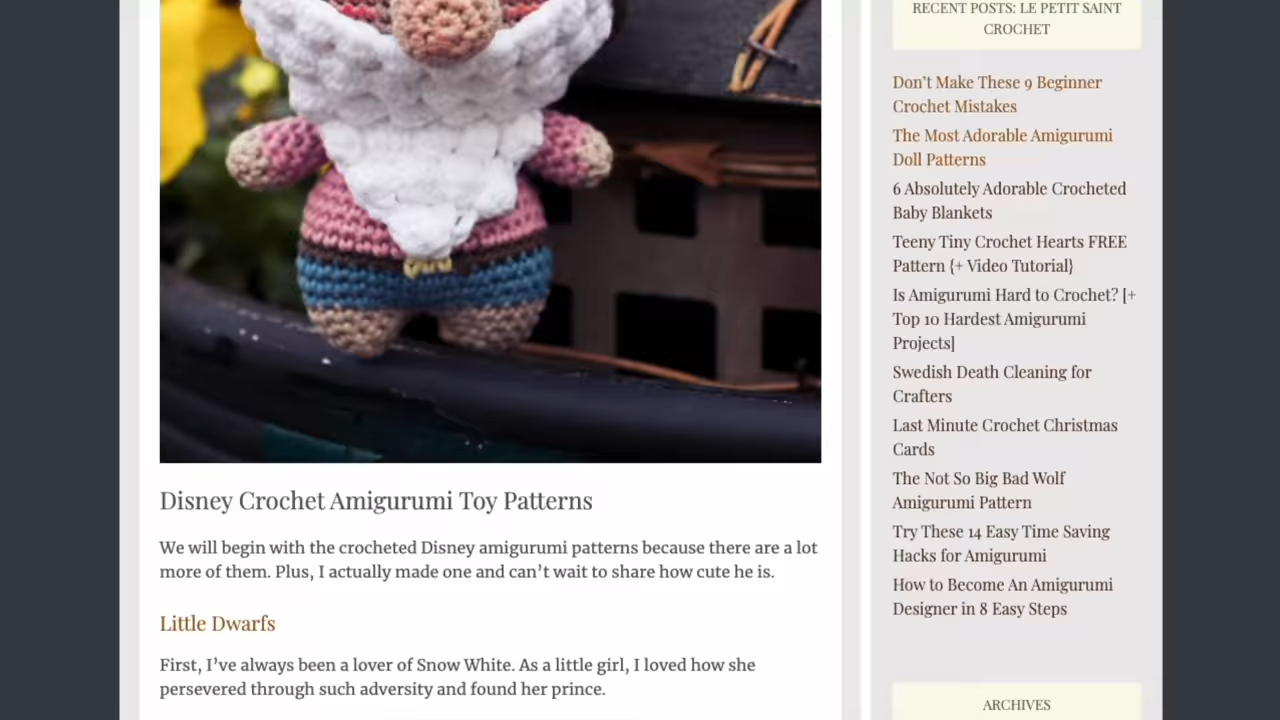 Disney Crochet Amigurumi Toy Patterns
We will begin with the crocheted Disney amigurumi patterns because there are a lot
more of them. Plus, I actually made one and can’t wait to share how cute he is.
Little Dwarfs
First, I’ve always been a lover of Snow White. As a little girl, I loved how she
persevered through such adversity and found her prince.
RECENT POSTS: LE PETIT SAINT
CROCHET
Don’t Make These 9 Beginner
Crochet Mistakes
The Most Adorable Amigurumi
Doll Patterns
6 Absolutely Adorable Crocheted
Baby Blankets
Teeny Tiny Crochet Hearts FREE
Pattern {+ Video Tutorial}
Is Amigurumi Hard to Crochet? [+
Top 10 Hardest Amigurumi
Projects]
Swedish Death Cleaning for
Crafters
Last Minute Crochet Christmas
Cards
The Not So Big Bad Wolf
Amigurumi Pattern
Try These 14 Easy Time Saving
Hacks for Amigurumi
How to Become An Amigurumi
Designer in 8 Easy Steps
ARCHIVES